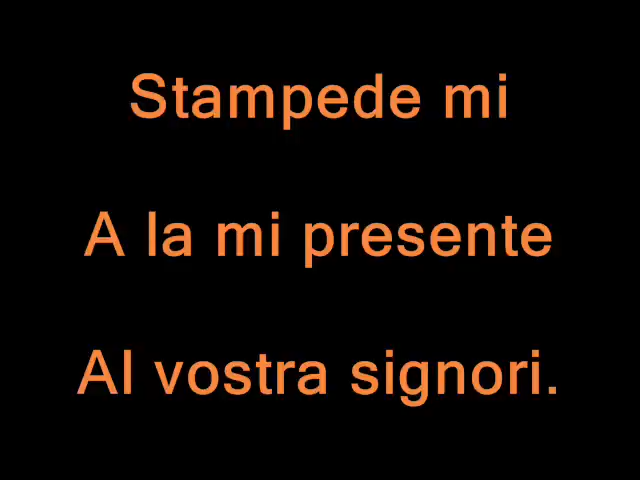 Stampede mi
A la mi presente
Al vostra signori.